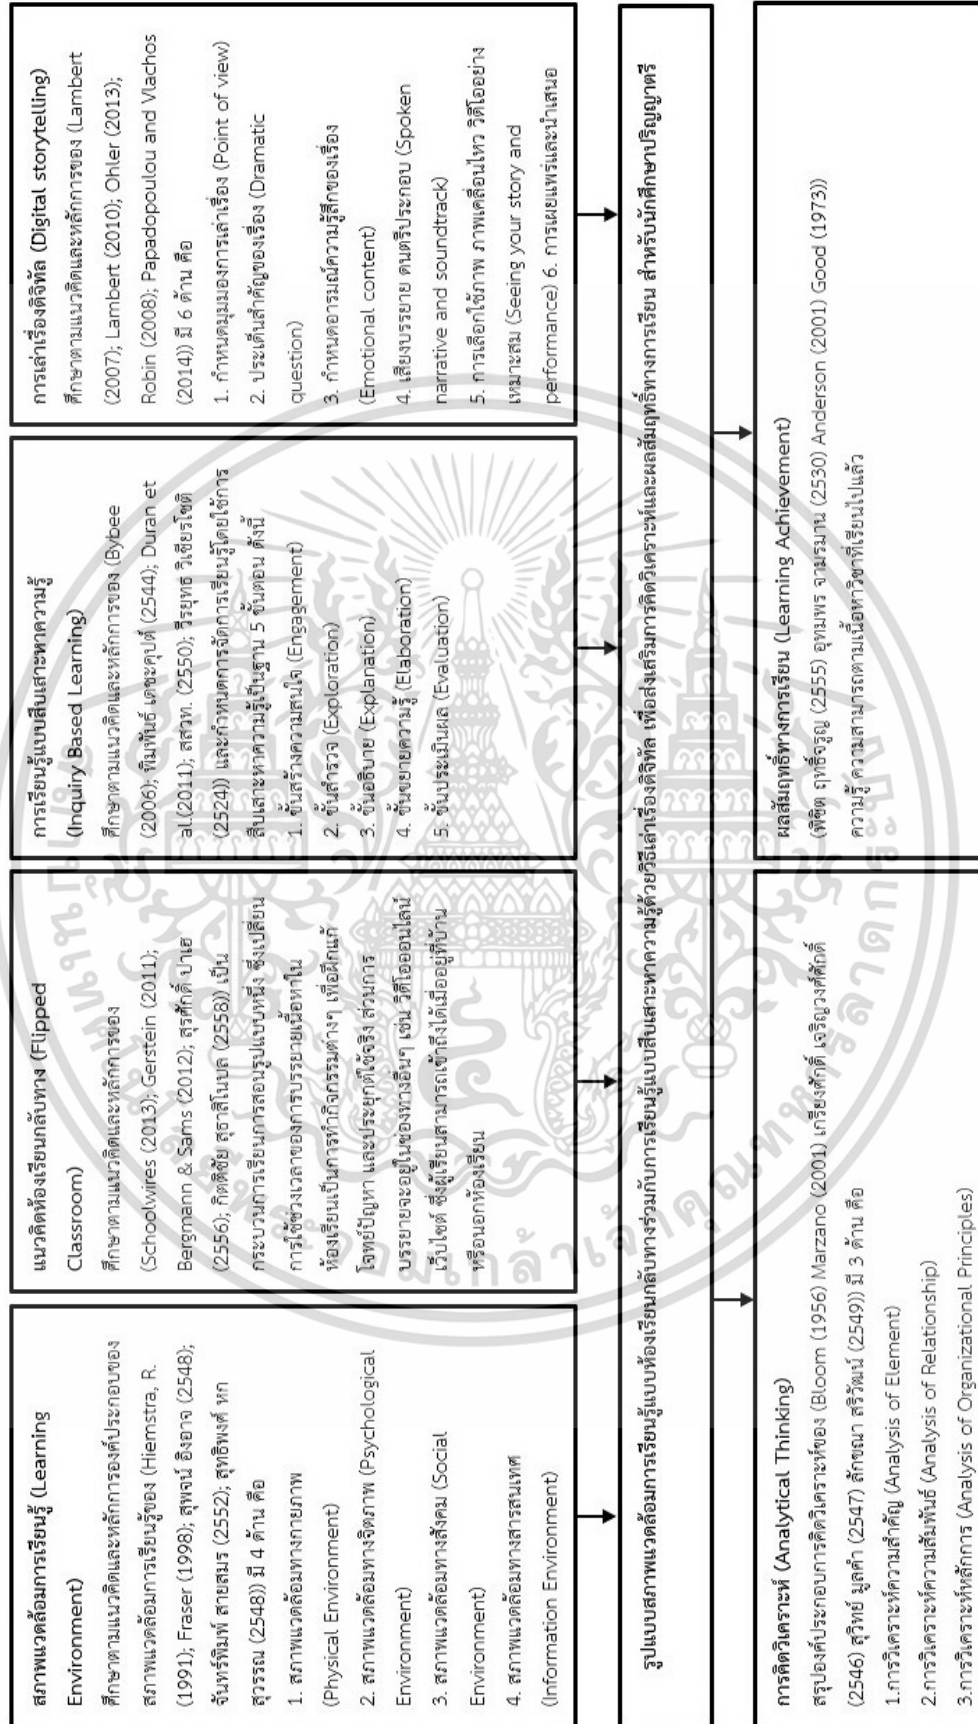 สภาพแวดล้อมการเรียนรู้ (Learning
Environment)
ศึกษาตามแนวคิดและหลักการองค์ประกอบของ
สภาพแวดล้อมการเรียนรู้ของ (Hiemstra, R.
(1991); Fraser (1998); สุพจน์ อิงอาจ (2548);
จันทร์พิมพ์ สายสมร (2552); สุทธิพงศ์ หก
สุวรรณ (2548)) มี 4 ด้าน คือ
1. สภาพแวดล้อมทางกายภาพ
(Physical Environment)
2. สภาพแวดล้อมทางจิตภาพ (Psychological
Environment)
3. สภาพแวดล้อมทางสังคม (Social
Environment)
4. สภาพแวดล้อมทางสารสนเทศ
(Information Environment)
แนวคิดห้องเรียนกลับทาง (Flipped
Classroom)
ศึกษาตามแนวคิดและหลักการของ
(Schoolwires (2013); Gerstein (2011);
Bergmann & Sams (2012); สุรศักดิ์ ปาเฮ
(2556); กิตติชัย สุธาสิโนบล (2558)) เป็น
กระบวนการเรียนการสอนรูปแบบหนึ่ง ซึ่งเปลี่ยน
การใช้ช่วงเวลาของการบรรยายเนื้อหาใน
ห้องเรียนเป็นการทำกิจกรรมต่างๆ เพื่อฝึกแก้
โจทย์ปัญหา และประยุกต์ใช้จริง ส่วนการ
บรรยายจะอยู่ในช่องทางอื่นๆ เช่น วิดีโอออนไลน์
เว็บไซต์ ซึ่งผู้เรียนสามารถเข้าถึงได้เมื่ออยู่ที่บ้าน
หรือนอกห้องเรียน
การเรียนรู้แบบสืบเสาะหาความรู้
(Inquiry Based Learning)
ศึกษาตามแนวคิดและหลักการของ (Bybee
(2006); พิมพันธ์ เดชะคุปต์ (2544); Duran et
al.(2011); สสวท. (2550); วีรยุทธ วิเชียรโชติ
(2524)) และกำหนดการจัดการเรียนรู้โดยใช้การ
สืบเสาะหาความรู้เป็นฐาน 5 ขั้นตอน ดังนี้
1. ขั้นสร้างความสนใจ (Engagement)
2. ขั้นสำรวจ (Exploration)
3. ขั้นอธิบาย (Explanation)
4. ขั้นขยายความรู้ (Elaboration)
5. ขั้นประเมินผล (Evaluation)
การเล่าเรื่องดิจิทัล (Digital storytelling)
ศึกษาตามแนวคิดและหลักการของ (Lambert
(2007); Lambert (2010); Ohler (2013);
Robin (2008); Papadopoulou and Vlachos
(2014)) มี 6 ด้าน คือ
1. กำหนดมุมมองการเล่าเรื่อง (Point of view)
2. ประเด็นสำคัญของเรื่อง (Dramatic
question)
3. กำหนดอารมณ์ความรู้สึกของเรื่อง
(Emotional content)
4. เสียงบรรยาย ดนตรีประกอบ (Spoken
narrative and soundtrack)
5. การเลือกใช้ภาพ ภาพเคลื่อนไหว วิดีโออย่าง
เหมาะสม (Seeing your story and
performance) 6. การเผยแพร่และนำเสนอ
รูปแบบสภาพแวดล้อมการเรียนรู้แบบห้องเรียนกลับทางร่วมกับการเรียนรู้แบบสืบเสาะหาความรู้ด้วยวิธีเล่าเรื่องดิจิทัล เพื่อส่งเสริมการคิดวิเคราะห์และผลสัมฤทธิ์ทางการเรียน สำหรับนักศึกษาปริญญาตรี
การคิดวิเคราะห์ (Analytical Thinking)
สรุปองค์ประกอบการคิดวิเคราะห์ของ (Bloom (1956) Marzano (2001) เกรียงศักดิ์ เจริญวงศ์ศักดิ์
(2546) สุวิทย์ มูลคำ (2547) ลักขณา สริวัฒน์ (2549)) มี 3 ด้าน คือ
1.การวิเคราะห์ความสำคัญ (Analysis of Element)
2.การวิเคราะห์ความสัมพันธ์ (Analysis of Relationship)
3.การวิเคราะห์หลักการ (Analysis of Organizational Principles)
ผลสัมฤทธิ์ทางการเรียน (Learning Achievement)
(พิชิต ฤทธิ์จรูญ (2555) อุทุมพร จามรมาน (2530) Anderson (2001) Good (1973))
ความรู้ ความสามารถตามเนื้อหาวิชาที่เรียนไปแล้ว